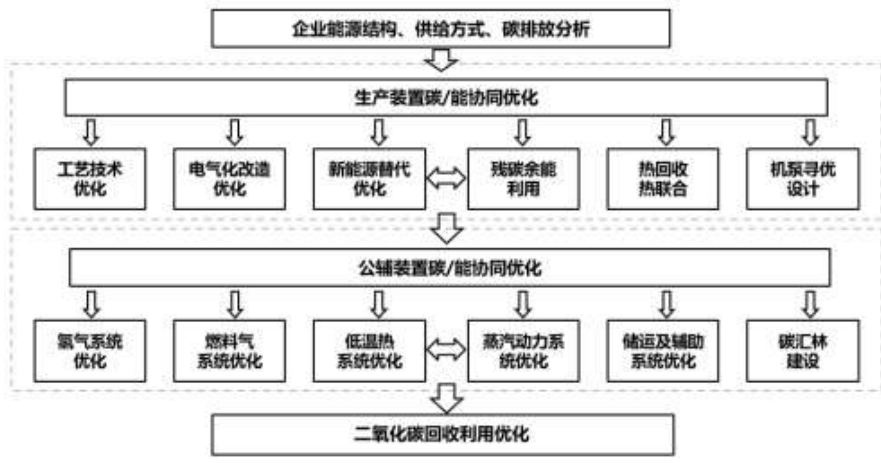 企业能源结构、供给方式、碳排放分析
生产装置碳/能协同优化
工艺技术
优化
电气化改造
优化
新能源替代
优化
残碳余能
利用
热回收
热联合
机泵寻优
设计
公辅装置碳/能协同优化
氢气系统
优化
燃料气
系统优化
低温热
系统优化
蒸汽动力系
统优化
储运及辅助
系统优化
碳汇林
建设
二氧化碳回收利用优化